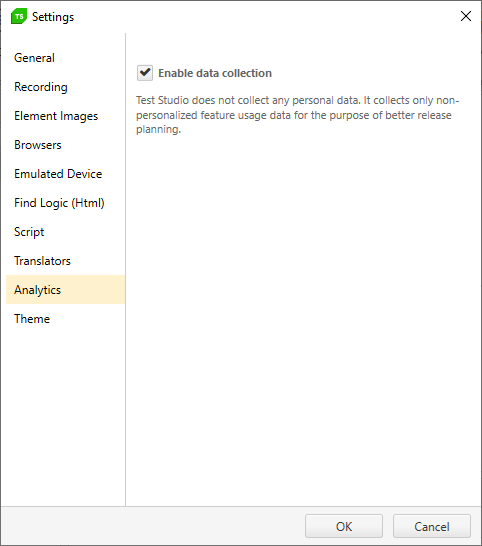 TS Settings
General
Recording
Element Images
Browsers
Emulated Device
Find Logic (Html)
Script
Translators
Analytics
Theme
Enable data collection
Test Studio does not collect any personal data. It collects only non-
personalized feature usage data for the purpose of better release
planning.
OK
Cancel